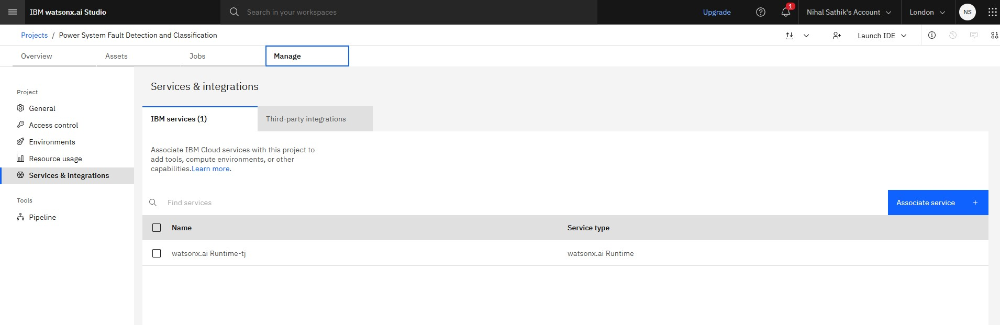 IBM watsonx.ai Studio
Search in your workspaces
Upgrade
1
Nihal Sathik's Account
London
NS
Projects / Power System Fault Detection and Classification
Launch IDE
Overview
Assets
Jobs
Manage
Project
General
Access control
Environments
Resource usage
Services & integrations
Tools
Pipeline
Services & integrations
IBM services (1)
Third-party integrations
Associate IBM Cloud services with this project to
add tools, compute environments, or other
capabilities.Learn more.
Find services
Associate service +
Name Service type
watsonx.ai Runtime-tj watsonx.ai Runtime